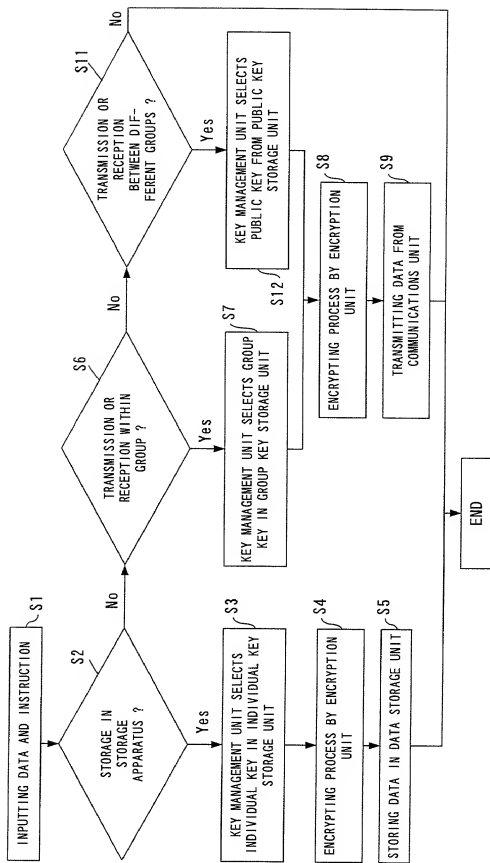 S1
INPUTTING DATA AND INSTRUCTION
S2
STORAGE IN
STORAGE
APPARATUS ?
No
Yes
S3
KEY MANAGEMENT UNIT SELECTS
INDIVIDUAL KEY IN INDIVIDUAL KEY
STORAGE UNIT
S4
ENCRYPTING PROCESS BY ENCRYPTION
UNIT
S5
STORING DATA IN DATA STORAGE UNIT
S6
TRANSMISSION OR
RECEPTION WITHIN
GROUP ?
No
Yes
S7
KEY MANAGEMENT UNIT SELECTS GROUP
KEY IN GROUP KEY STORAGE UNIT
S11
TRANSMISSION OR
RECEPTION
BETWEEN DIF-
FERENT GROUPS ?
No
Yes
KEY MANAGEMENT UNIT SELECTS
PUBLIC KEY FROM PUBLIC KEY
STORAGE UNIT
S12
S8
ENCRYPTING PROCESS BY ENCRYPTION
UNIT
S9
TRANSMITTING DATA FROM
COMMUNICATIONS UNIT
END